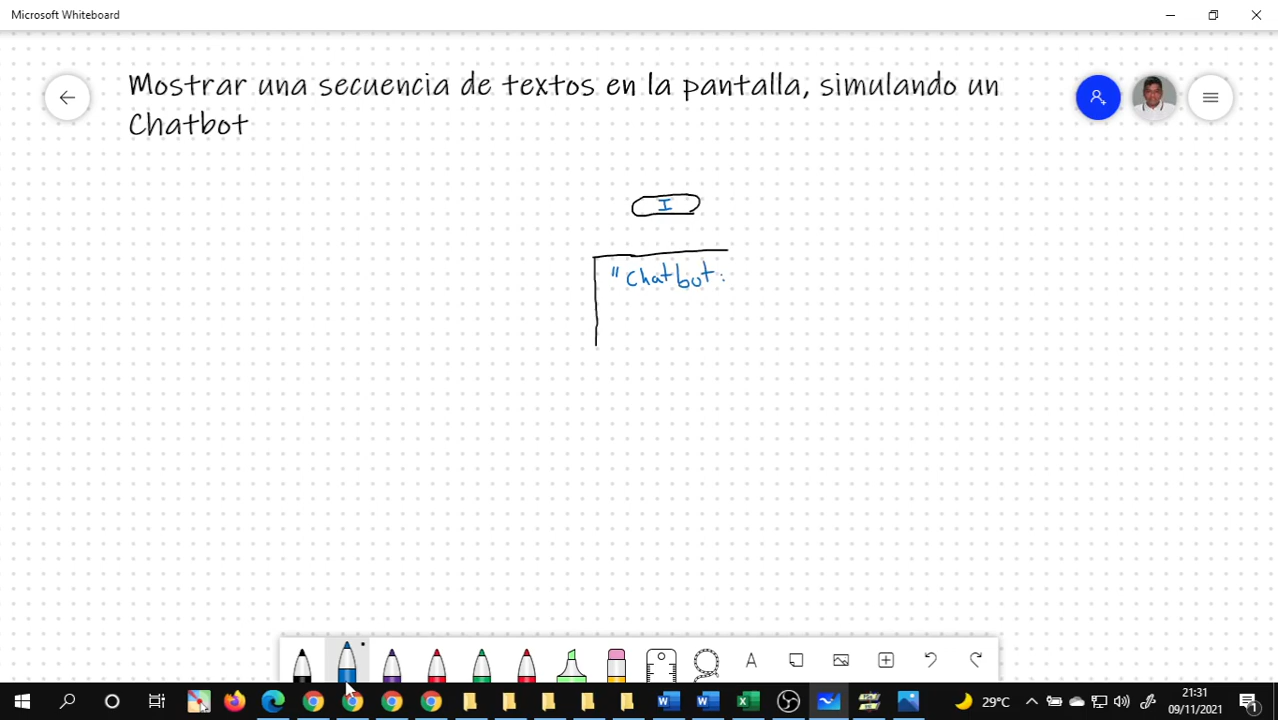 Microsoft Whiteboard
Mostrar una secuencia de textos en la pantalla, simulando un
Chatbot
I
"Chatbot:
A
29°C
21:31
09/11/2021
1